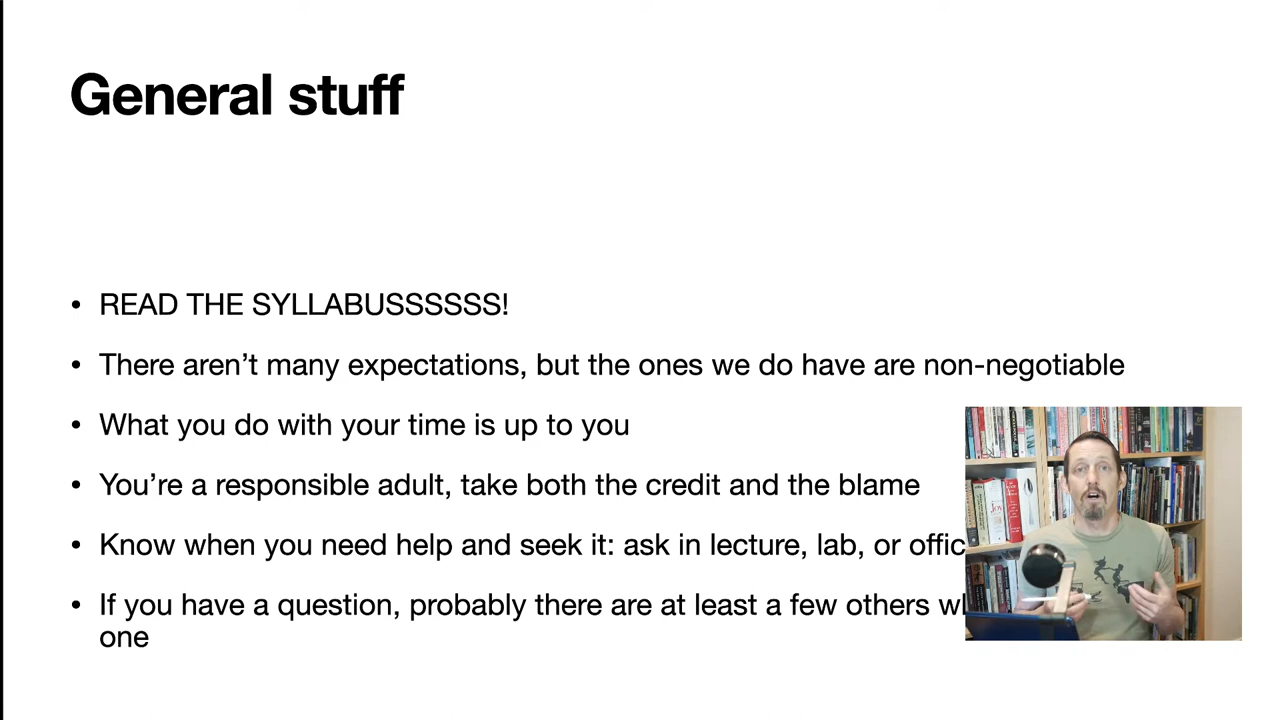 General stuff
• READ THE SYLLABUSSSSSS!
• There aren’t many expectations, but the ones we do have are non-negotiable
• What you do with your time is up to you
• You’re a responsible adult, take both the credit and the blame
• Know when you need help and seek it: ask in lecture, lab, or
• If you have a question, probably there are at least a few others
one
Joy